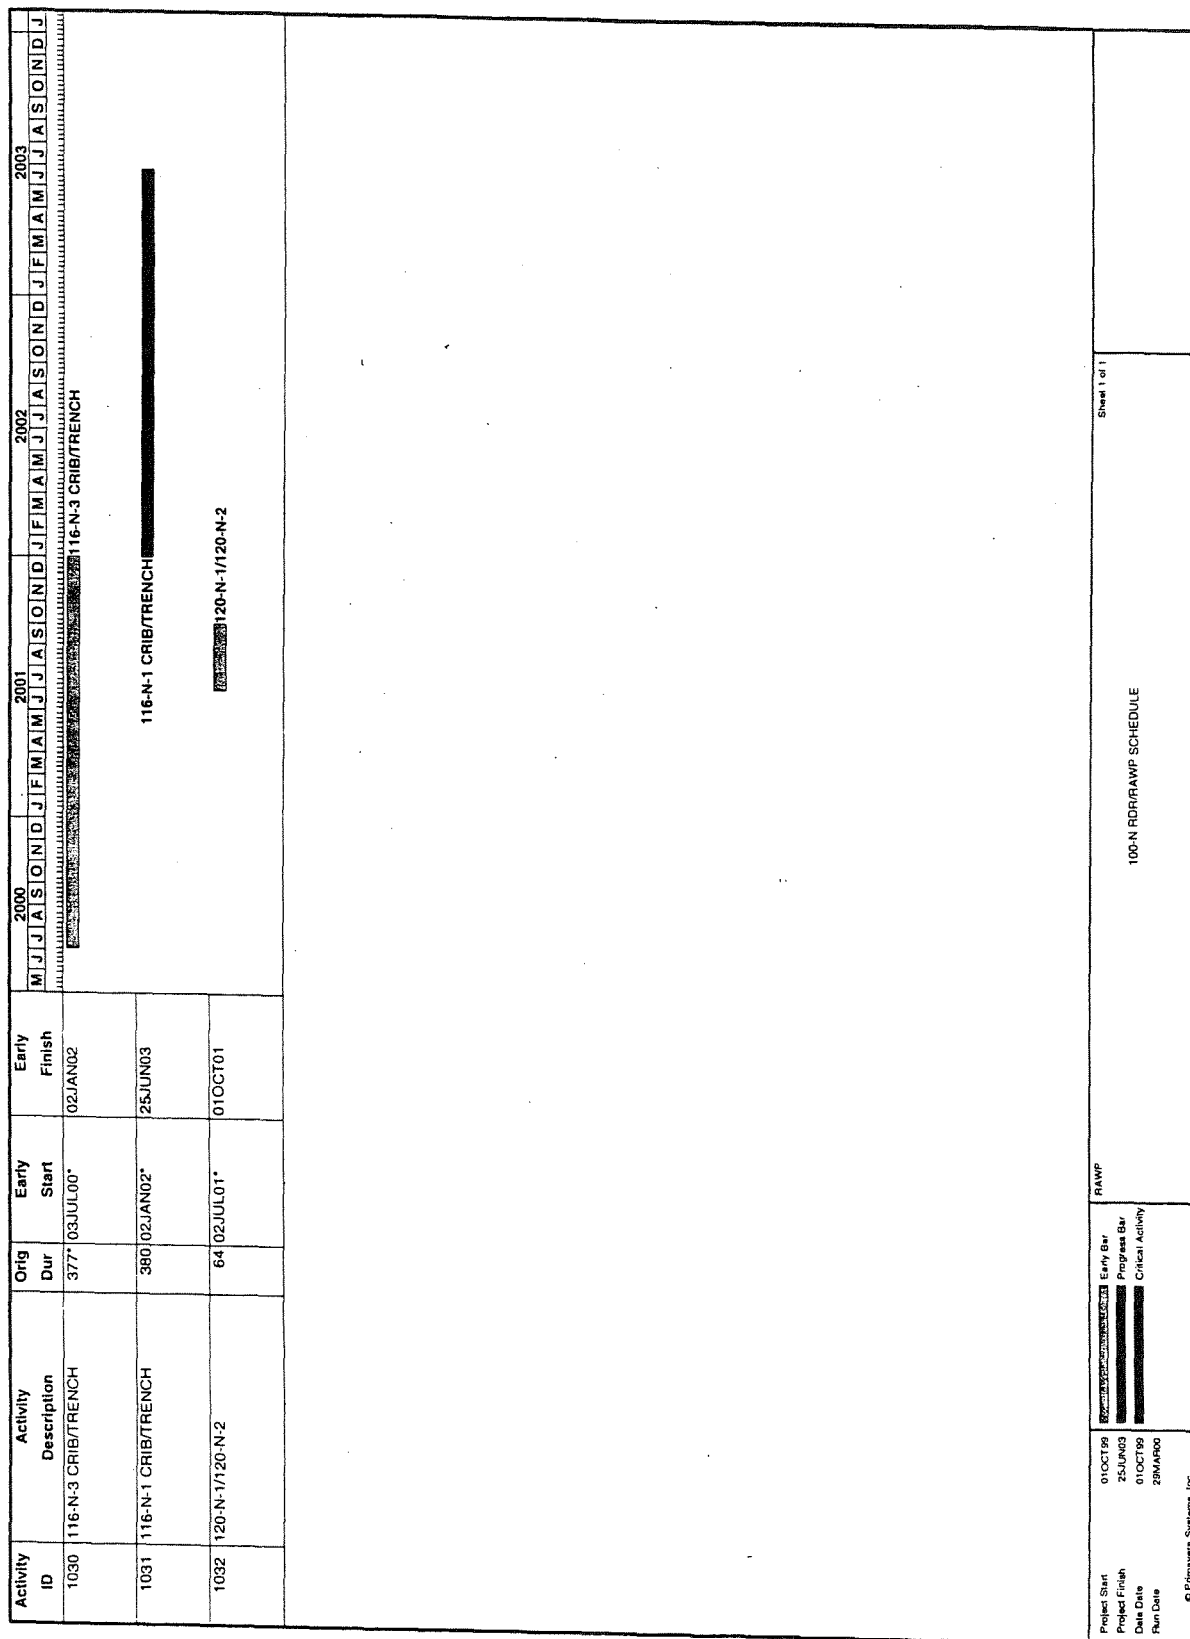 Activity ID Activity Description Orig Dur Early Start Early Finish
2000 2001 2002 2003
M J J A S O N D J F M A M J J A S O N D J F M A M J J A S O N D J F M A M J J A S O N D J
1030 116-N-3 CRIB/TRENCH 377* 03JUL00* 02JAN02 116-N-3 CRIB/TRENCH
1031 116-N-1 CRIB/TRENCH 380 02JAN02* 25JUN03 116-N-1 CRIB/TRENCH
1032 120-N-1/120-N-2 64 02JUL01* 01OCT01 120-N-1/120-N-2
Project Start 01OCT99
Project Finish 25JUN03
Data Date 01OCT99
Run Date 29MAR00
© Primavera Systems, Inc.
Early Bar
Progress Bar
Critical Activity
RAWP
100-N RDR/RAWP SCHEDULE
Sheet 1 of 1